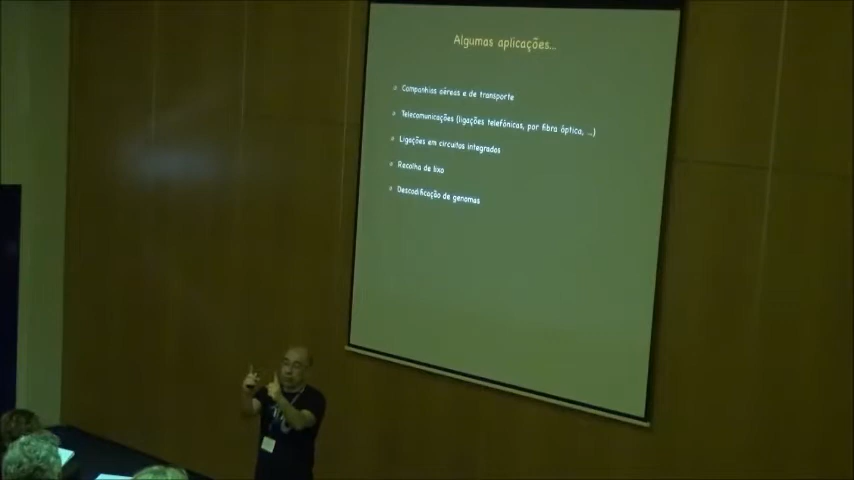 Algumas aplicações...
Companhias aéreas e de transporte
Telecomunicações (ligações telefónicas, por fibra óptica, ...)
Ligações em circuitos integrados
Recolha de lixo
Descodificação de genomas